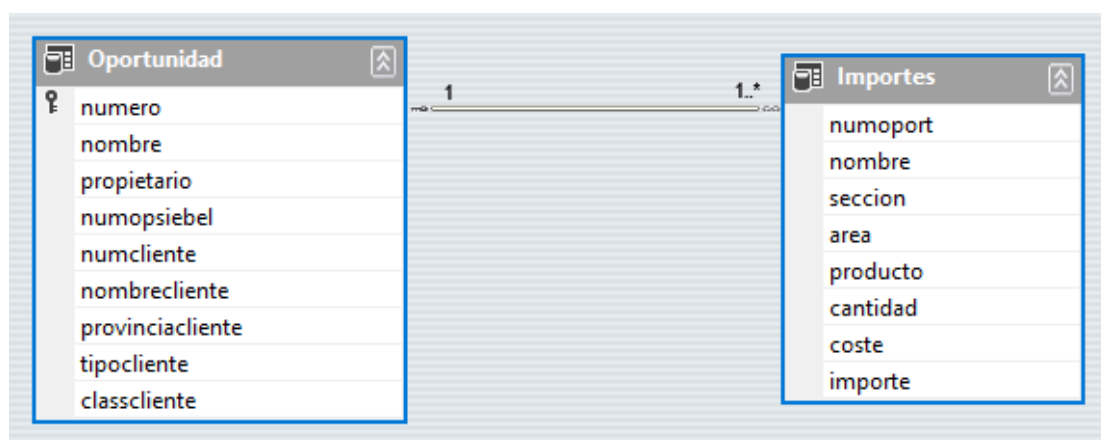 Oportunidad
numero
nombre
propietario
numopsiebel
numcliente
nombrecliente
provinciacliente
tipocliente
classcliente
1
1..*
Importes
numoport
nombre
seccion
area
producto
cantidad
coste
importe